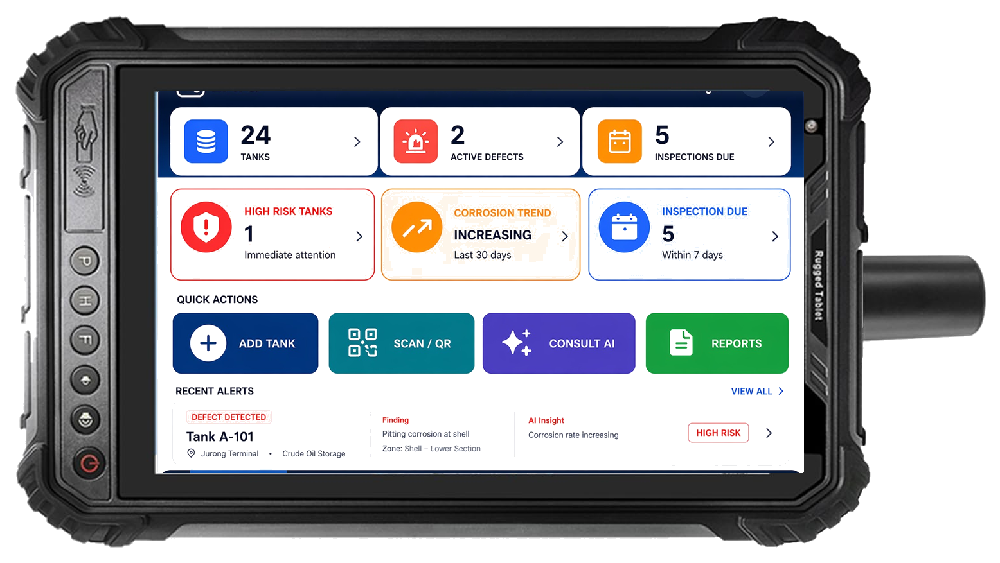 24
TANKS
2
ACTIVE DEFECTS
5
INSPECTIONS DUE
HIGH RISK TANKS
1
Immediate attention
CORROSION TREND
INCREASING
Last 30 days
INSPECTION DUE
5
Within 7 days
QUICK ACTIONS
ADD TANK
SCAN / QR
CONSULT AI
REPORTS
RECENT ALERTS
VIEW ALL
DEFECT DETECTED
Tank A-101
Jurong Terminal • Crude Oil Storage
Finding
Pitting corrosion at shell
Zone: Shell – Lower Section
AI Insight
Corrosion rate increasing
HIGH RISK
P
H
F
Rugged Tablet